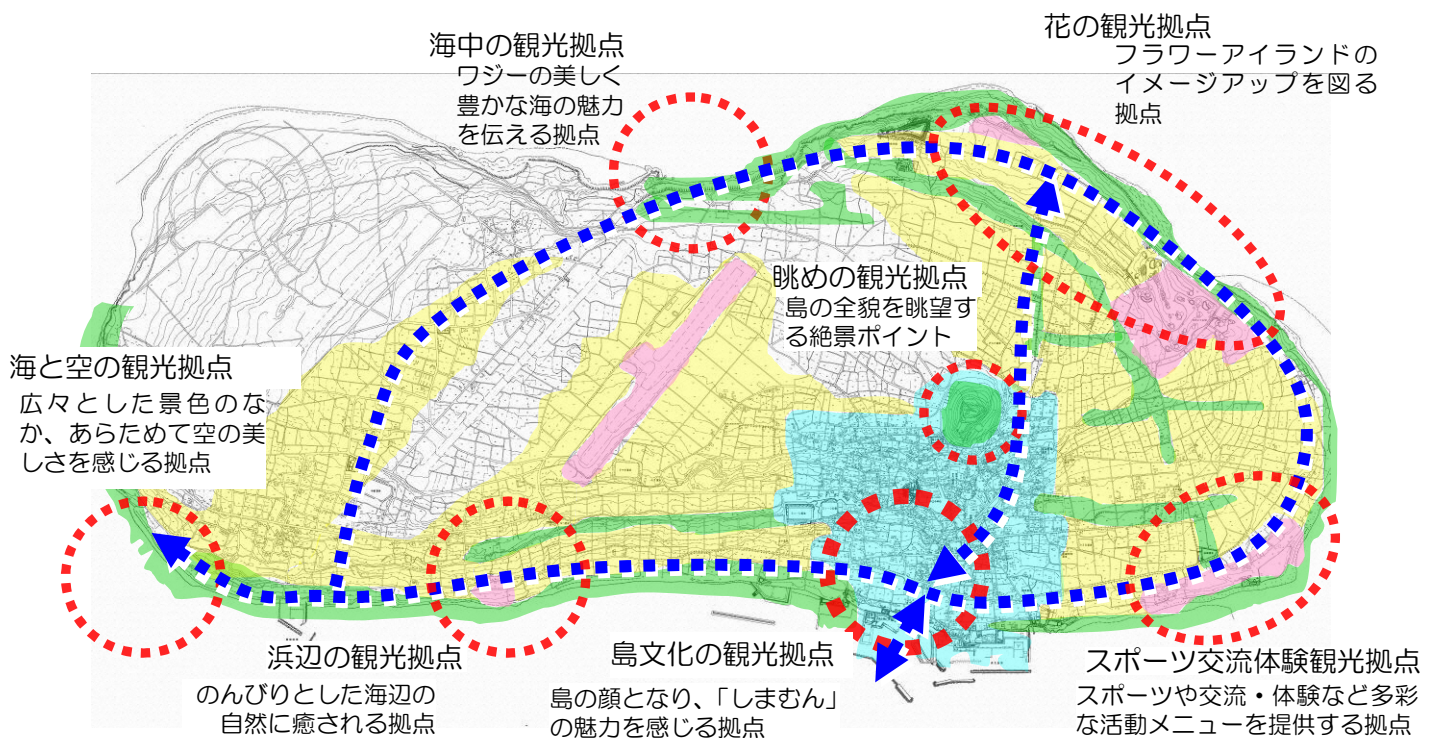 海中の観光拠点
ワジーの美しく
豊かな海の魅力
を伝える拠点
花の観光拠点
フラワーアイランドの
イメージアップを図る
拠点
眺めの観光拠点
島の全貌を眺望す
る絶景ポイント
海と空の観光拠点
広々とした景色のな
か、あらためて空の美
しさを感じる拠点
浜辺の観光拠点
のんびりとした海辺の
自然に癒される拠点
島文化の観光拠点
島の顔となり、「しまむん」
の魅力を感じる拠点
スポーツ交流体験観光拠点
スポーツや交流・体験など多彩
な活動メニューを提供する拠点